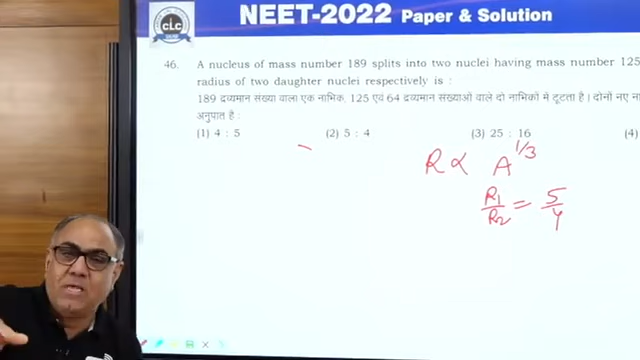 CLC
NEET-2022 Paper & Solution
46. A nucleus of mass number 189 splits into two nuclei having mass number 125
radius of two daughter nuclei respectively is :
189 द्रव्यमान संख्या वाला एक नाभिक, 125 एवं 64 द्रव्यमान संख्याओं वाले दो नाभिकों में टूटता है। दोनों नए
अनुपात है :
(1) 4 : 5 (2) 5 : 4 (3) 25 : 16 (4)
R ∝ A^1/3
R1/R2 = 5/4